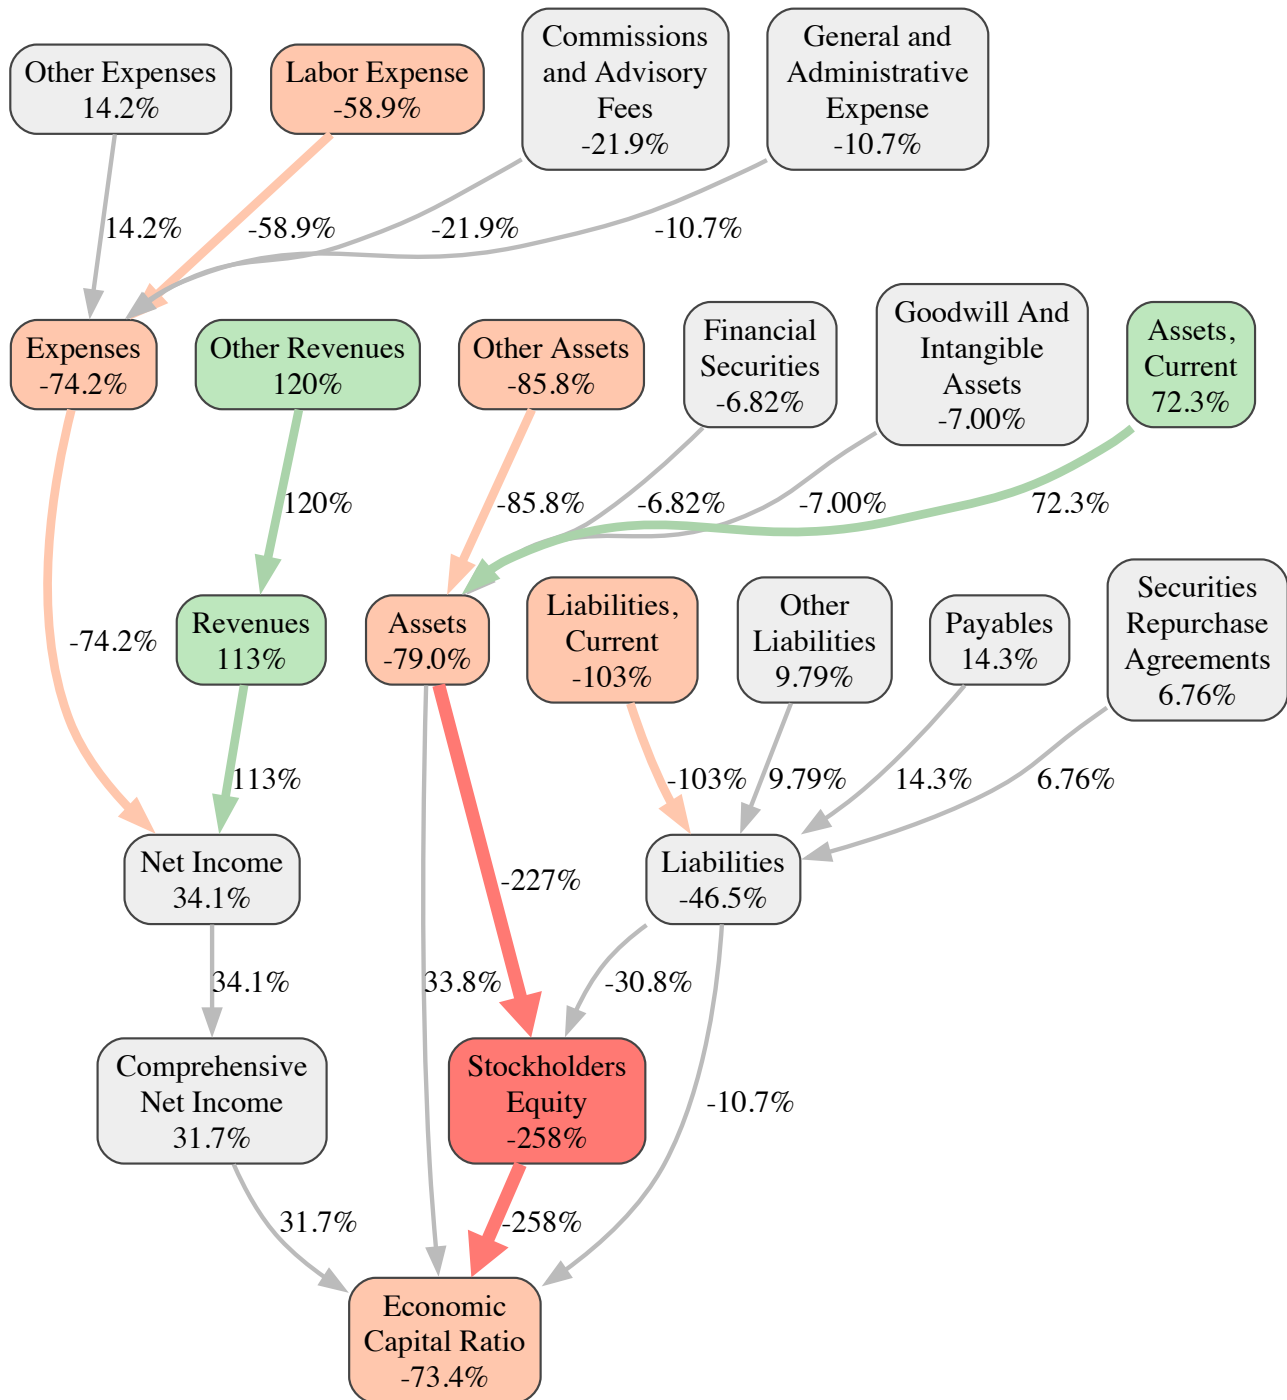 Other Expenses
14.2%
Labor Expense
-58.9%
Commissions
and Advisory
Fees
-21.9%
General and
Administrative
Expense
-10.7%
14.2%
-58.9%
-21.9%
-10.7%
Expenses
-74.2%
Other Revenues
120%
Other Assets
-85.8%
Financial
Securities
-6.82%
Goodwill And
Intangible
Assets
-7.00%
Assets,
Current
72.3%
120%
-85.8%
-6.82%
-7.00%
72.3%
-74.2%
Revenues
113%
Assets
-79.0%
Liabilities,
Current
-103%
Other
Liabilities
9.79%
Payables
14.3%
Securities
Repurchase
Agreements
6.76%
113%
-103%
9.79%
14.3%
6.76%
Net Income
34.1%
-227%
Liabilities
-46.5%
34.1%
33.8%
-30.8%
Comprehensive
Net Income
31.7%
Stockholders
Equity
-258%
-10.7%
31.7%
-258%
Economic
Capital Ratio
-73.4%